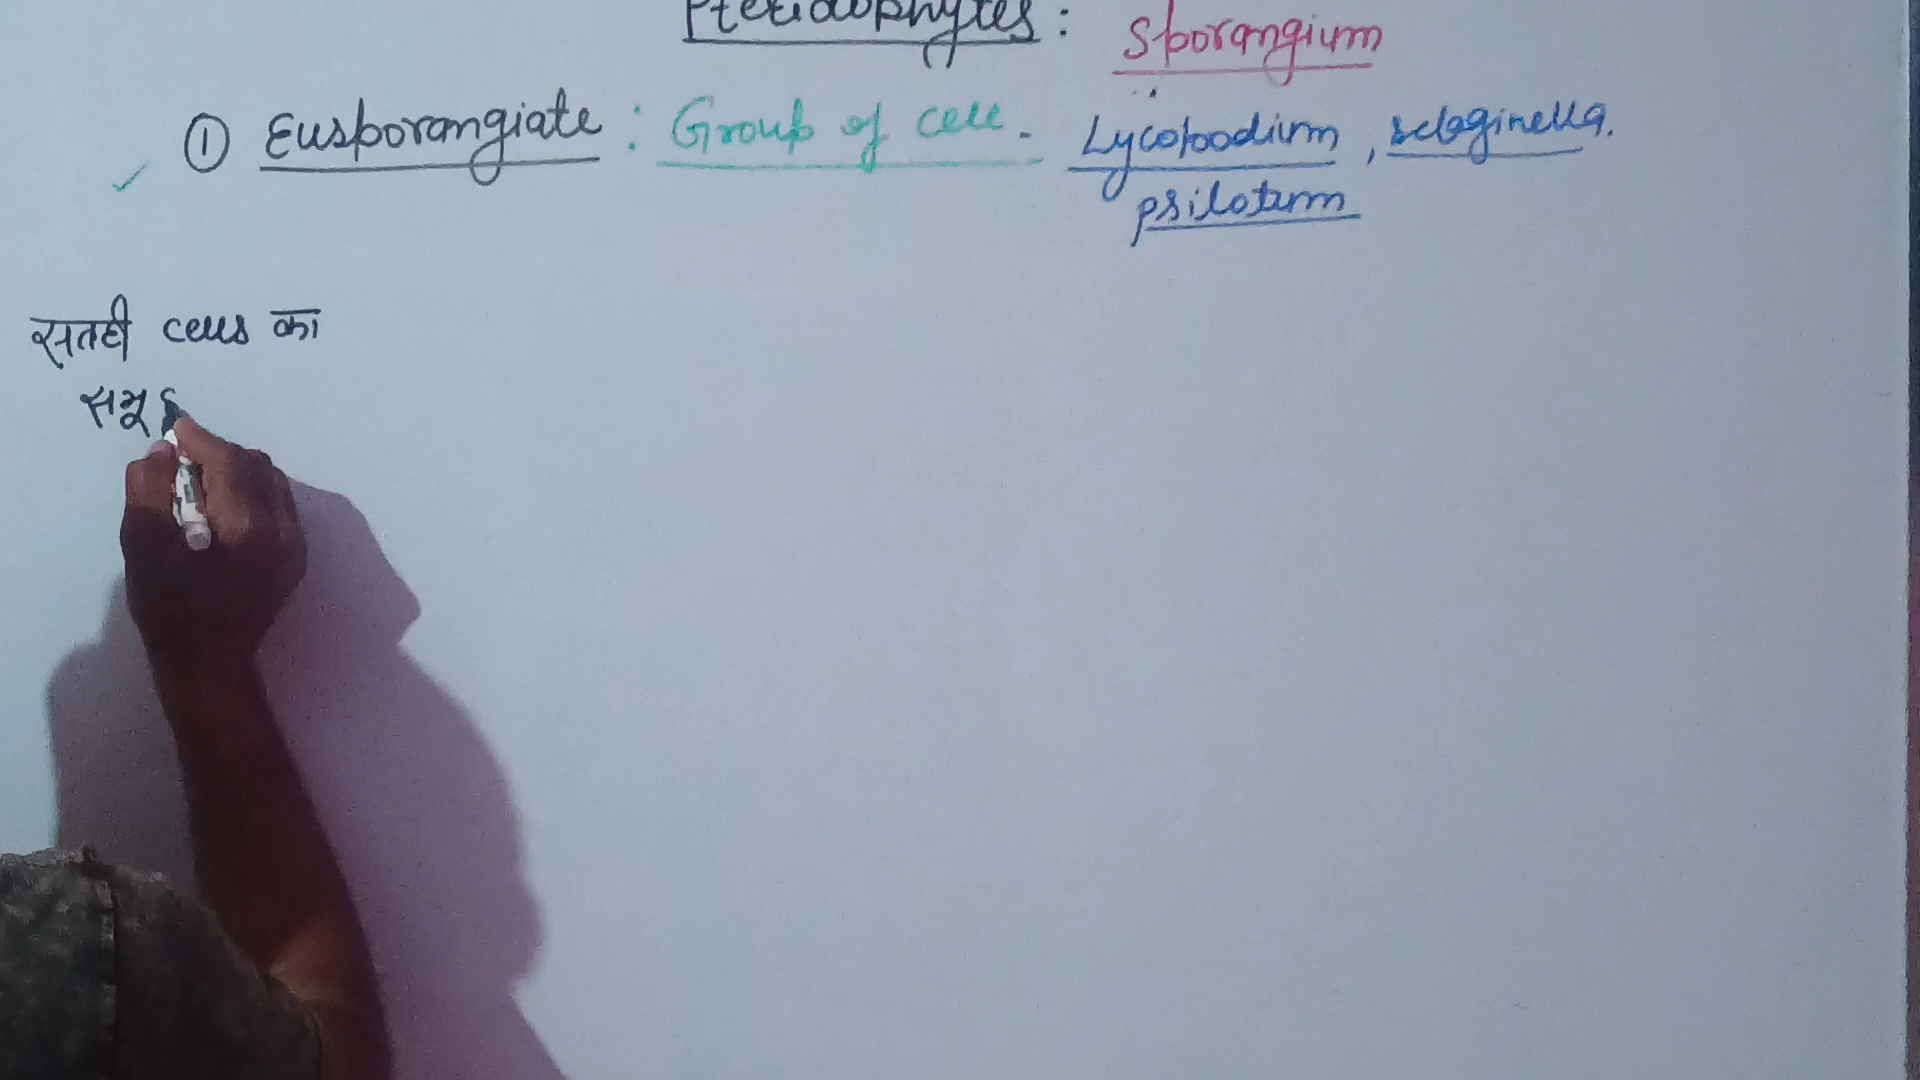 Pteridophytes : Sporangium
① Eusporangiate : Group of cell. Lycopodium, selaginella.
psilotum
सतही cells का
समूह